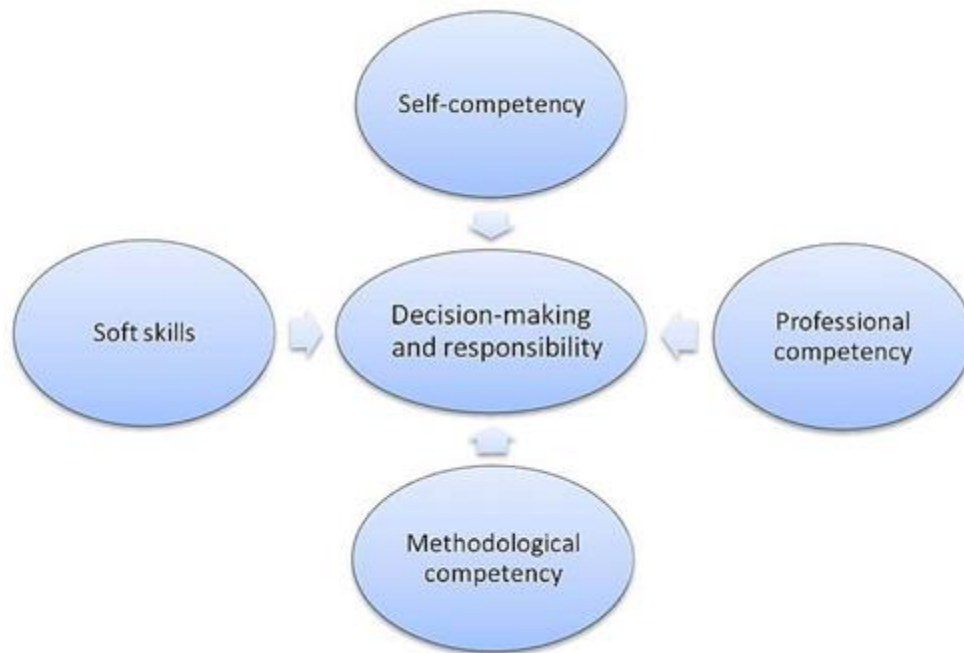 Self-competency
Soft skills
Decision-making
and responsibility
Professional
competency
Methodological
competency